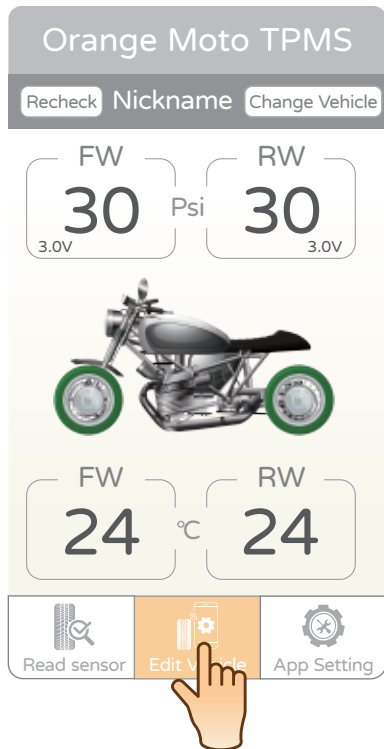 Orange Moto TPMS
Recheck Nickname Change Vehicle
FW RW
30 Psi 30
3.0V 3.0V
FW RW
24 °C 24
Read sensor Edit Vehicle App Setting